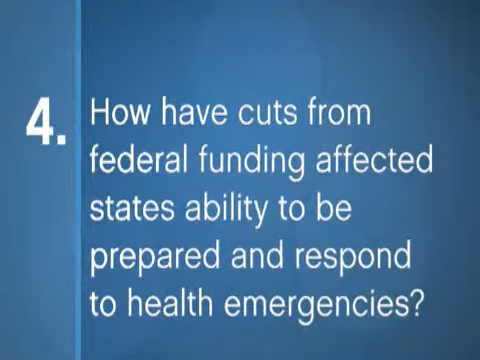 4.
How have cuts from
federal funding affected
states ability to be
prepared and respond
to health emergencies?